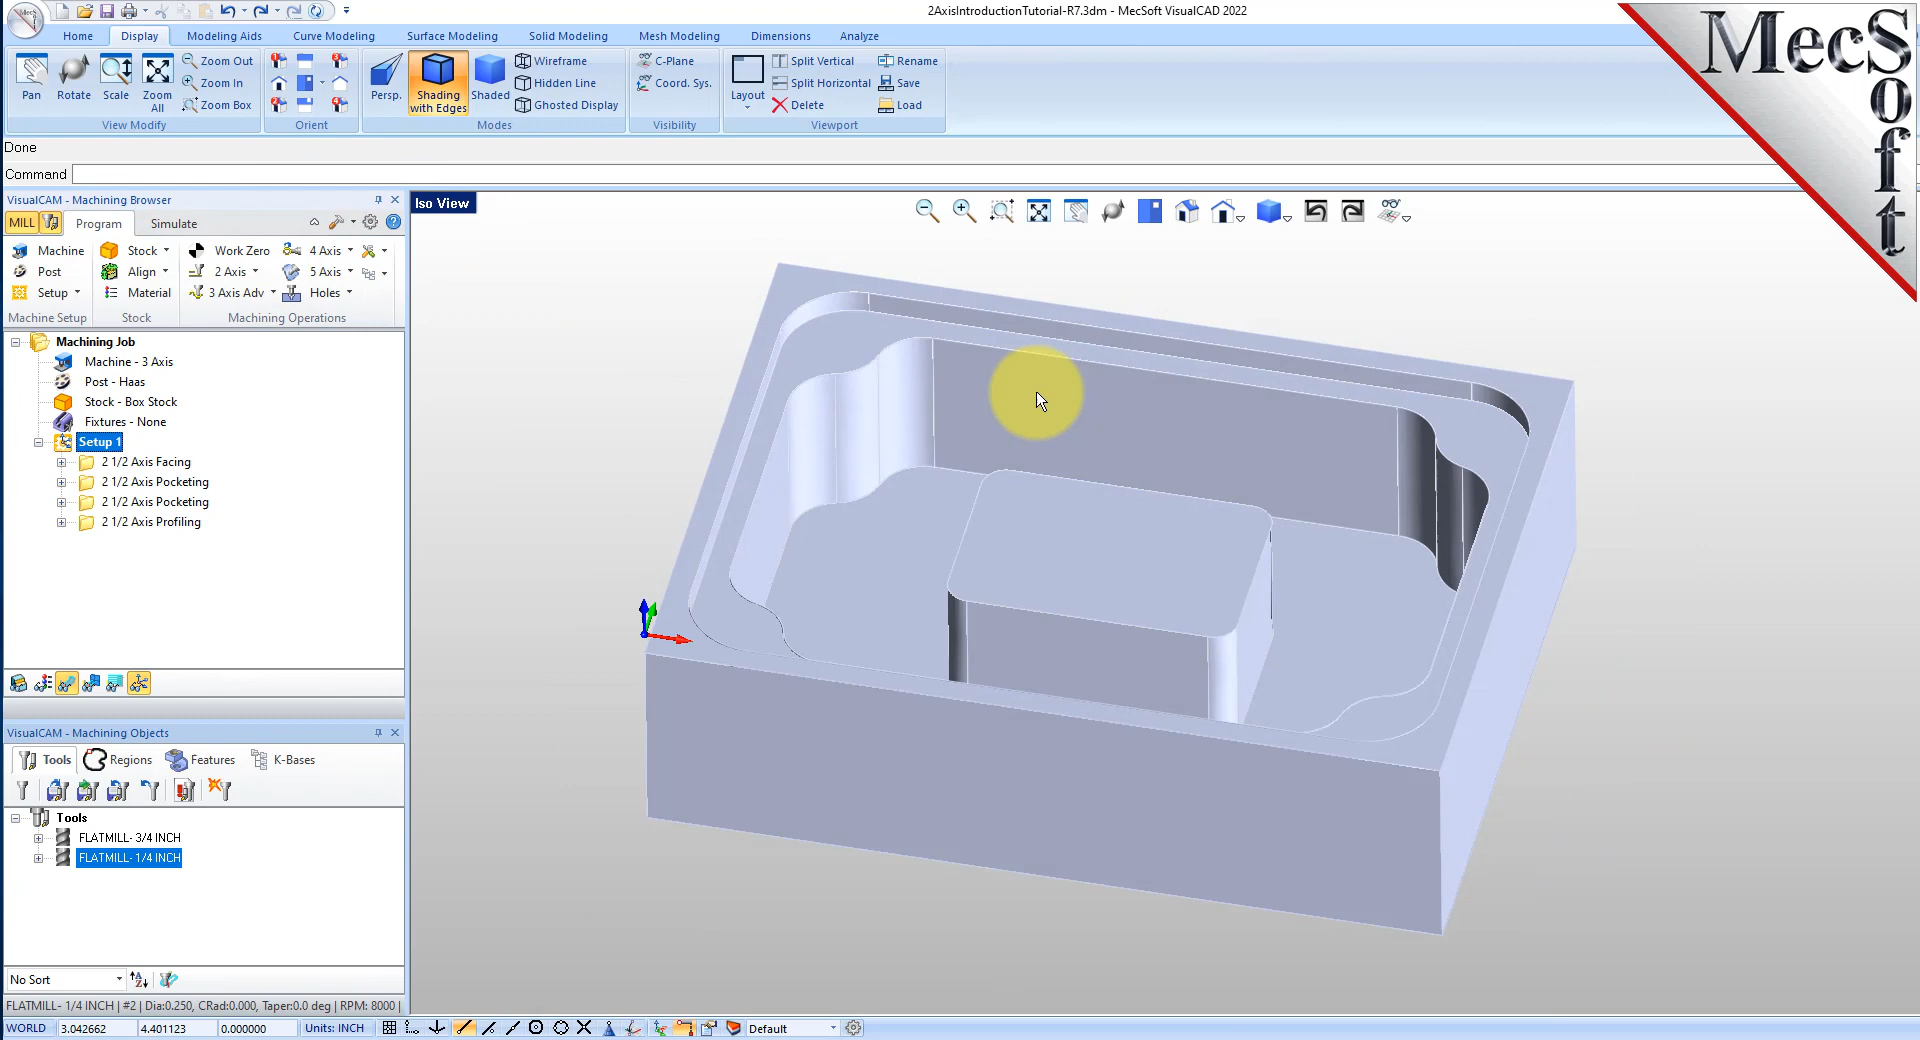 2AxisIntroductionTutorial-R7.3dm - MecSoft VisualCAD 2022
Home Display Modeling Aids Curve Modeling Surface Modeling Solid Modeling Mesh Modeling Dimensions Analyze
Pan Rotate Scale Zoom All Zoom Out Zoom In Zoom Box
Persp. Shading with Edges Shaded Wireframe Hidden Line Ghosted Display
C-Plane Coord. Sys.
Layout Split Vertical Split Horizontal Delete Rename Save Load
View Modify Orient Modes Visibility Viewport
MecSoft
Done
Command
VisualCAM - Machining Browser
MILL Program Simulate
Machine Stock Work Zero 4 Axis
Post Align 2 Axis 5 Axis
Setup Material 3 Axis Adv Holes
Machine Setup Stock Machining Operations
Machining Job
Machine - 3 Axis
Post - Haas
Stock - Box Stock
Fixtures - None
Setup 1
2 1/2 Axis Facing
2 1/2 Axis Pocketing
2 1/2 Axis Pocketing
2 1/2 Axis Profiling
Iso View
VisualCAM - Machining Objects
Tools Regions Features K-Bases
Tools
FLATMILL- 3/4 INCH
FLATMILL- 1/4 INCH
No Sort
FLATMILL- 1/4 INCH | #2 | Dia:0.250, CRad:0.000, Taper:0.0 deg | RPM: 8000 |
WORLD 3.042662 4.401123 0.000000 Units: INCH Default